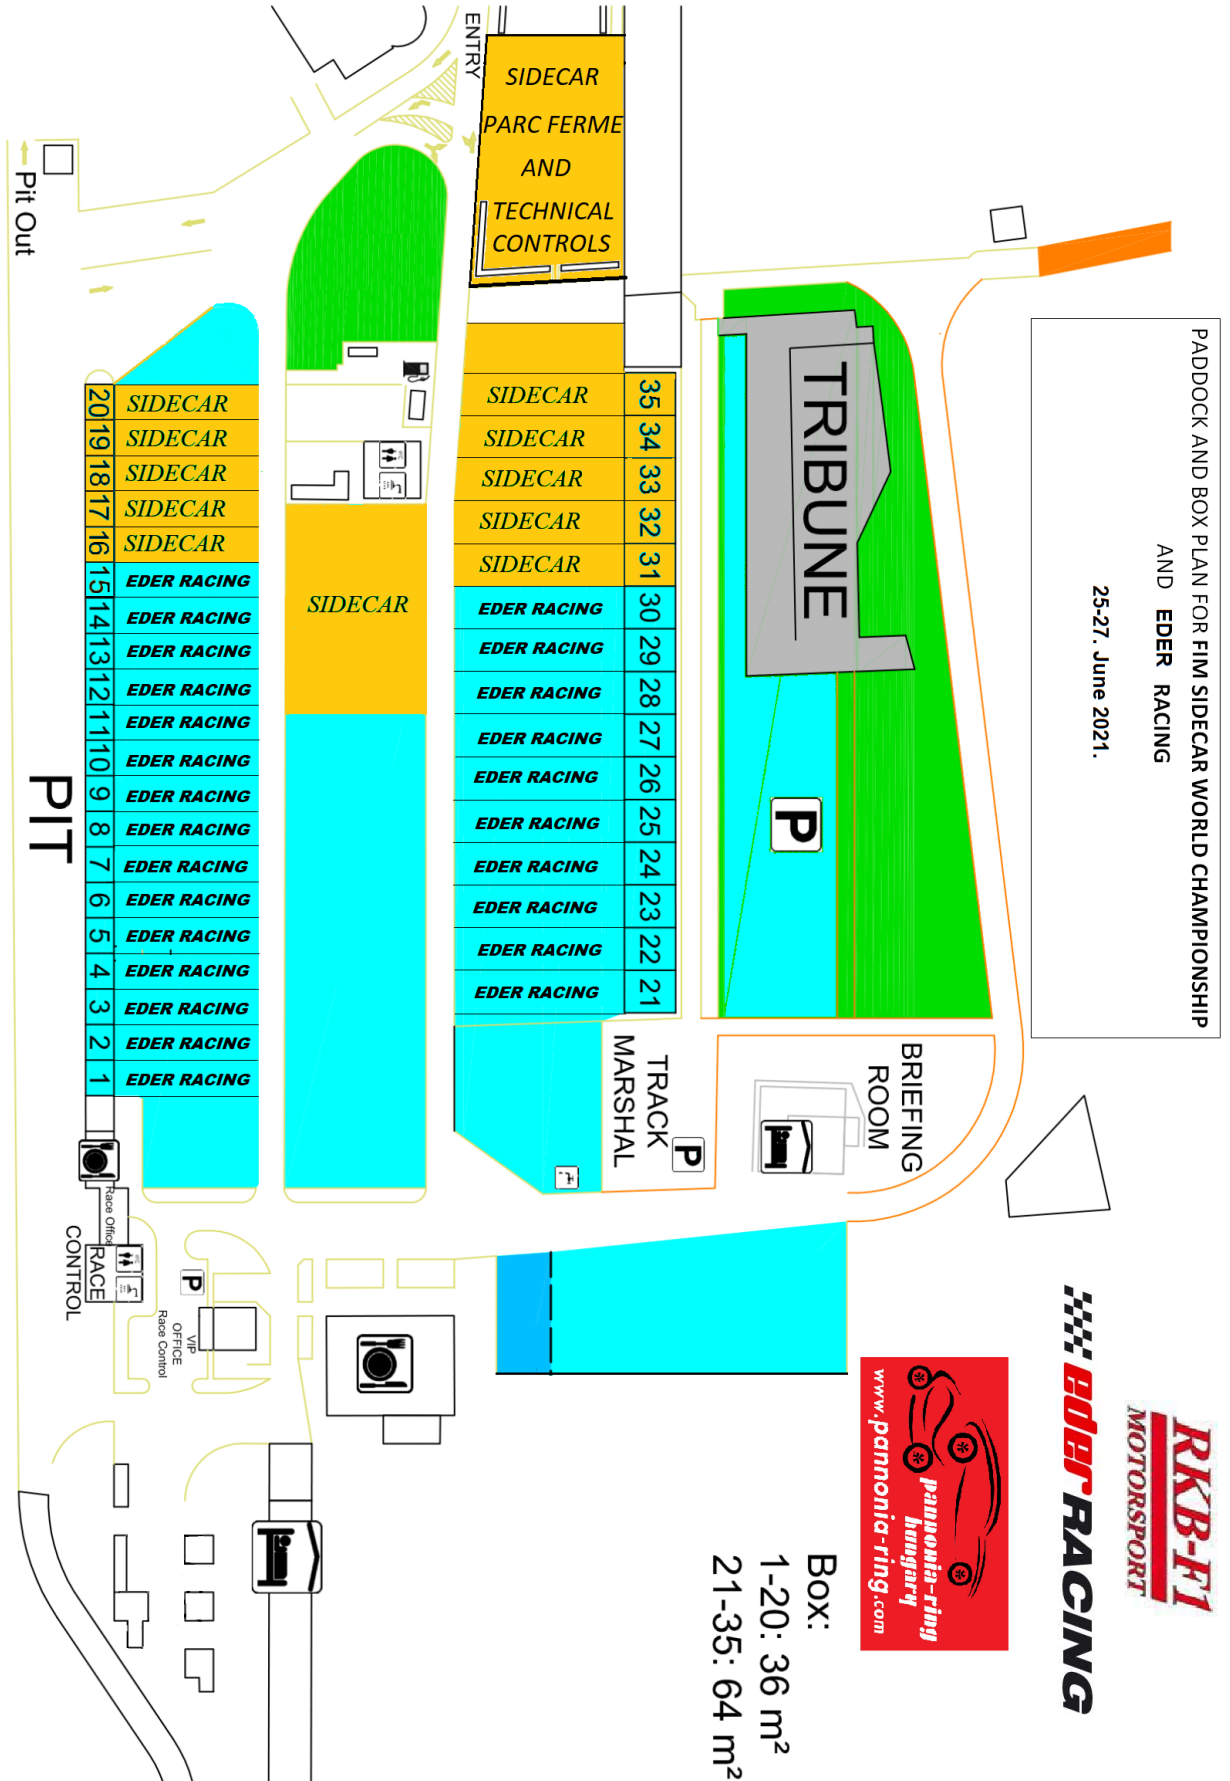 PADDOCK AND BOX PLAN FOR FIM SIDECAR WORLD CHAMPIONSHIP
AND EDER RACING
25-27. June 2021.
ENTRY
SIDECAR
PARC FERME
AND
TECHNICAL
CONTROLS
Pit Out
TRIBUNE
20 SIDECAR
19 SIDECAR
18 SIDECAR
17 SIDECAR
16 SIDECAR
15 EDER RACING
14 EDER RACING
13 EDER RACING
12 EDER RACING
11 EDER RACING
10 EDER RACING
9 EDER RACING
8 EDER RACING
7 EDER RACING
6 EDER RACING
5 EDER RACING
4 EDER RACING
3 EDER RACING
2 EDER RACING
1 EDER RACING
PIT
SIDECAR
SIDECAR 35
SIDECAR 34
SIDECAR 33
SIDECAR 32
SIDECAR 31
EDER RACING 30
EDER RACING 29
EDER RACING 28
EDER RACING 27
EDER RACING 26
EDER RACING 25
EDER RACING 24
EDER RACING 23
EDER RACING 22
EDER RACING 21
P
TRACK
MARSHAL
P
BRIEFING
ROOM
Race Office
RACE
CONTROL
P
VIP
OFFICE
Race Control
eder RACING
RKB-F1
MOTORSPORT
pannonia-ring
hungary
www.pannonia-ring.com
Box:
1-20: 36 m²
21-35: 64 m²